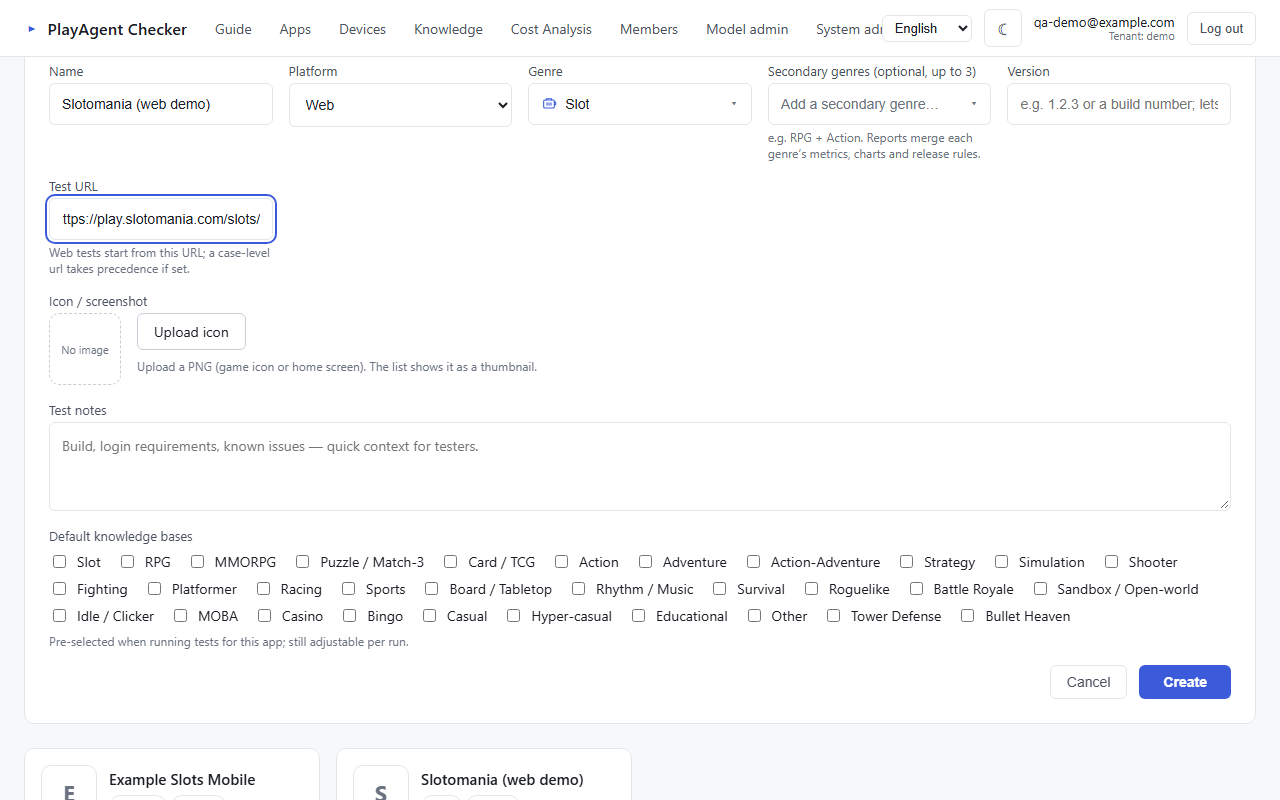 PlayAgent Checker
Guide
Apps
Devices
Knowledge
Cost Analysis
Members
Model admin
System adr
English
qa-demo@example.com
Tenant: demo
Log out
Name
Platform
Genre
Secondary genres (optional, up to 3)
Version
Slotomania (web demo)
Web
Slot
Add a secondary genre…
e.g. 1.2.3 or a build number; lets
e.g. RPG + Action. Reports merge each
genre's metrics, charts and release rules.
Test URL
ttps://play.slotomania.com/slots/
Web tests start from this URL; a case-level
url takes precedence if set.
Icon / screenshot
No image
Upload icon
Upload a PNG (game icon or home screen). The list shows it as a thumbnail.
Test notes
Build, login requirements, known issues — quick context for testers.
Default knowledge bases
Slot RPG MMORPG Puzzle / Match-3 Card / TCG Action Adventure Action-Adventure Strategy Simulation Shooter
Fighting Platformer Racing Sports Board / Tabletop Rhythm / Music Survival Roguelike Battle Royale Sandbox / Open-world
Idle / Clicker MOBA Casino Bingo Casual Hyper-casual Educational Other Tower Defense Bullet Heaven
Pre-selected when running tests for this app; still adjustable per run.
Cancel
Create
E
Example Slots Mobile
S
Slotomania (web demo)